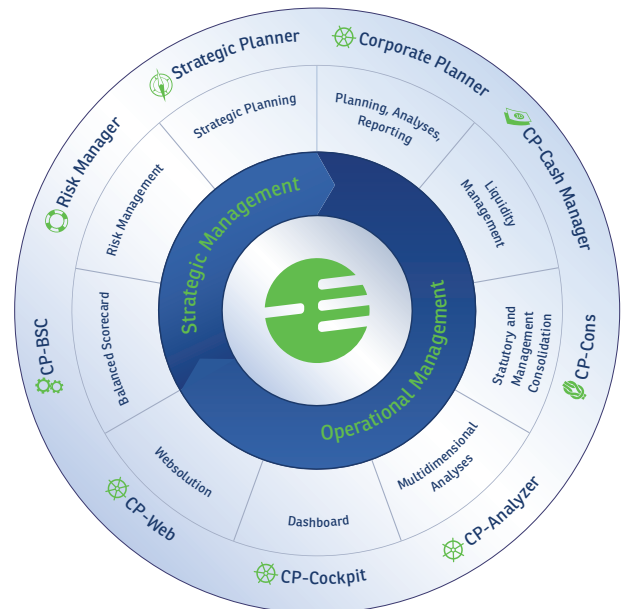 Strategic Planner
Corporate Planner
CP-Cash Manager
CP-Cons
CP-Analyzer
CP-Cockpit
CP-Web
CP-BSC
Risk Manager
Strategic Planning
Planning, Analyses,
Reporting
Liquidity
Management
Statutory and
Management
Consolidation
Multidimensional
Analyses
Dashboard
Websolution
Balanced Scorecard
Risk Management
Strategic Management
Operational Management